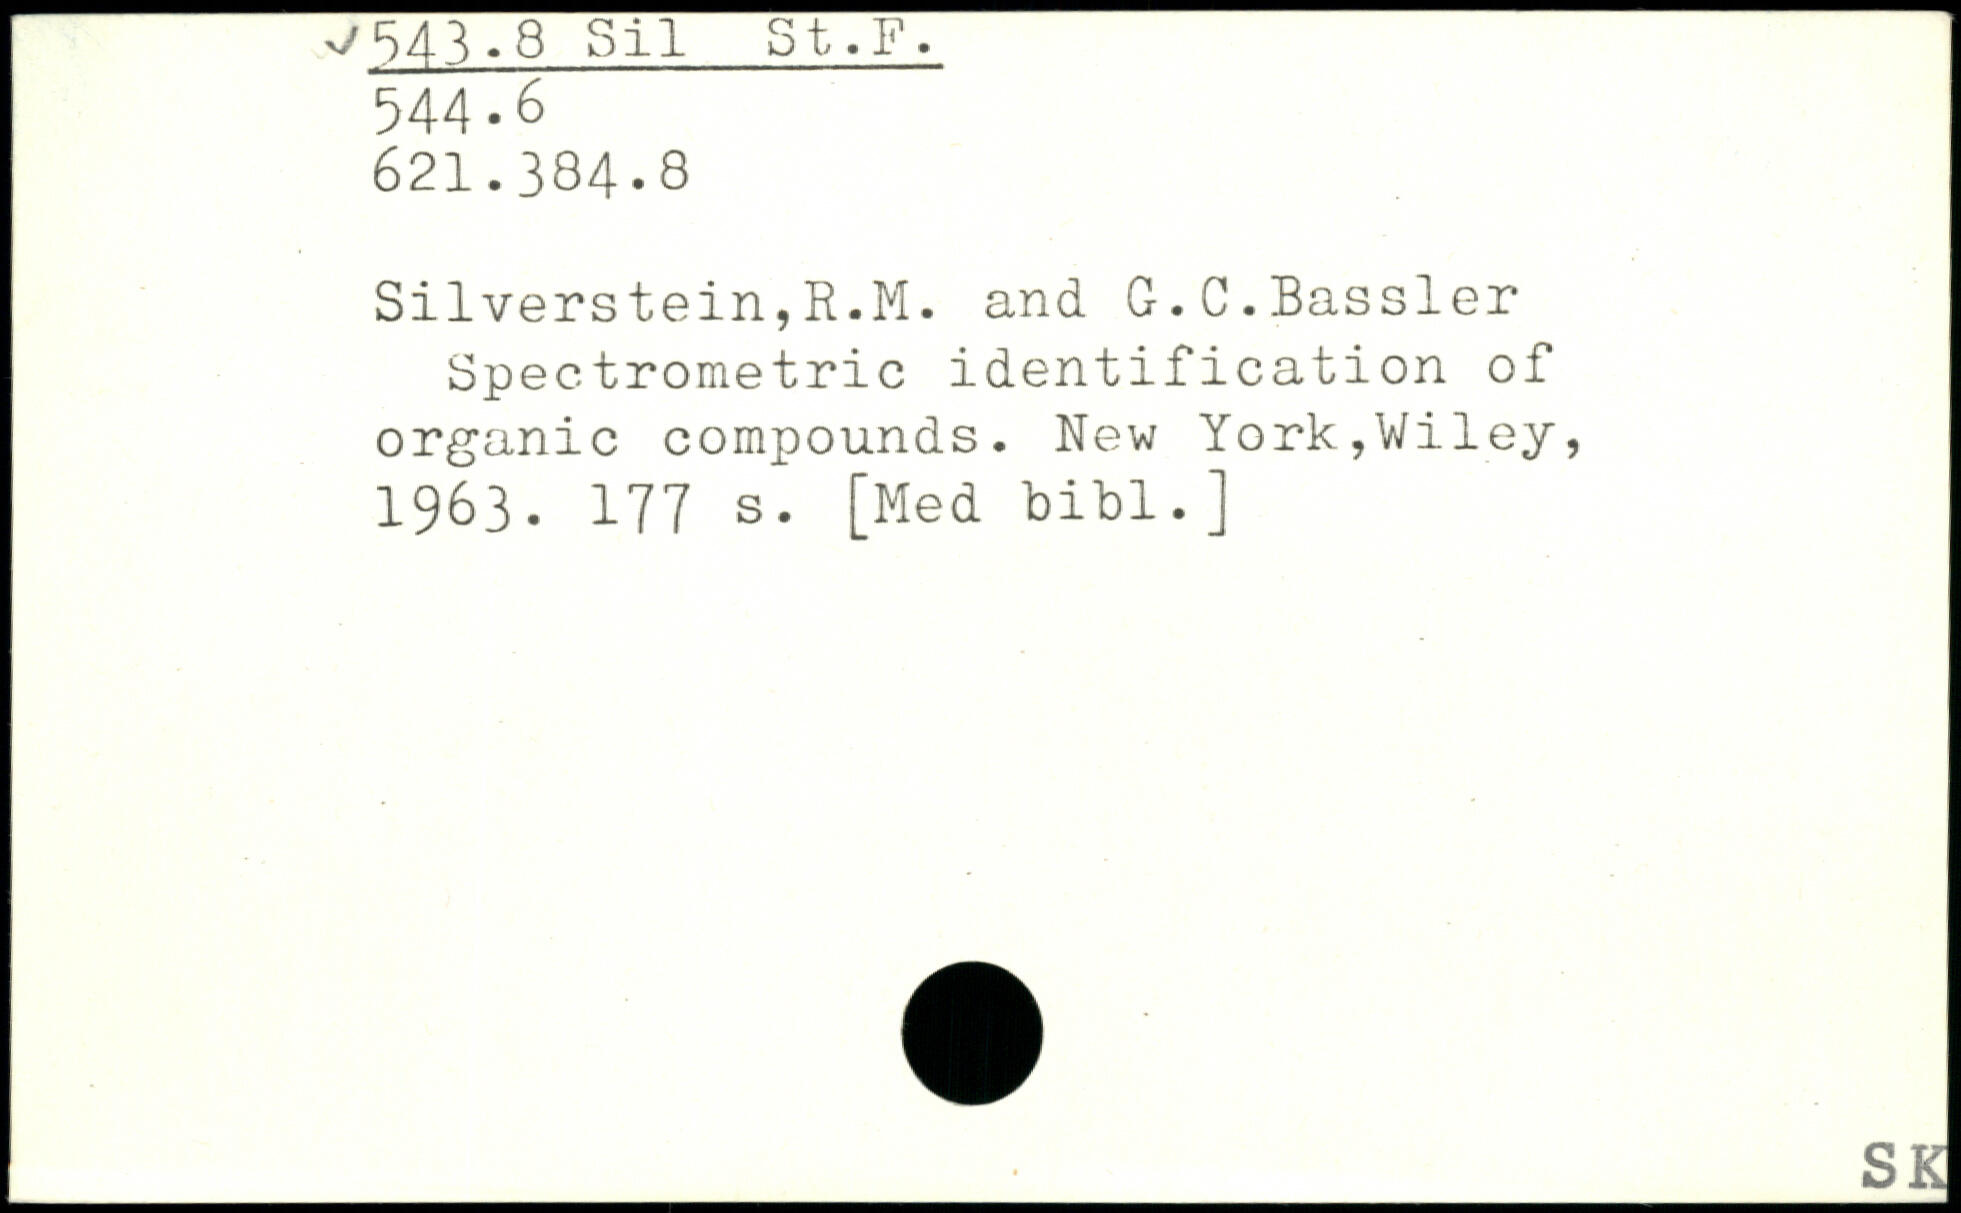 ✓543.8 Sil  St.F.
544.6
621.384.8
Silverstein,R.M. and G.C.Bassler
Spectrometric identification of
organic compounds. New York,Wiley,
1963. 177 s. [Med bibl.]
SK